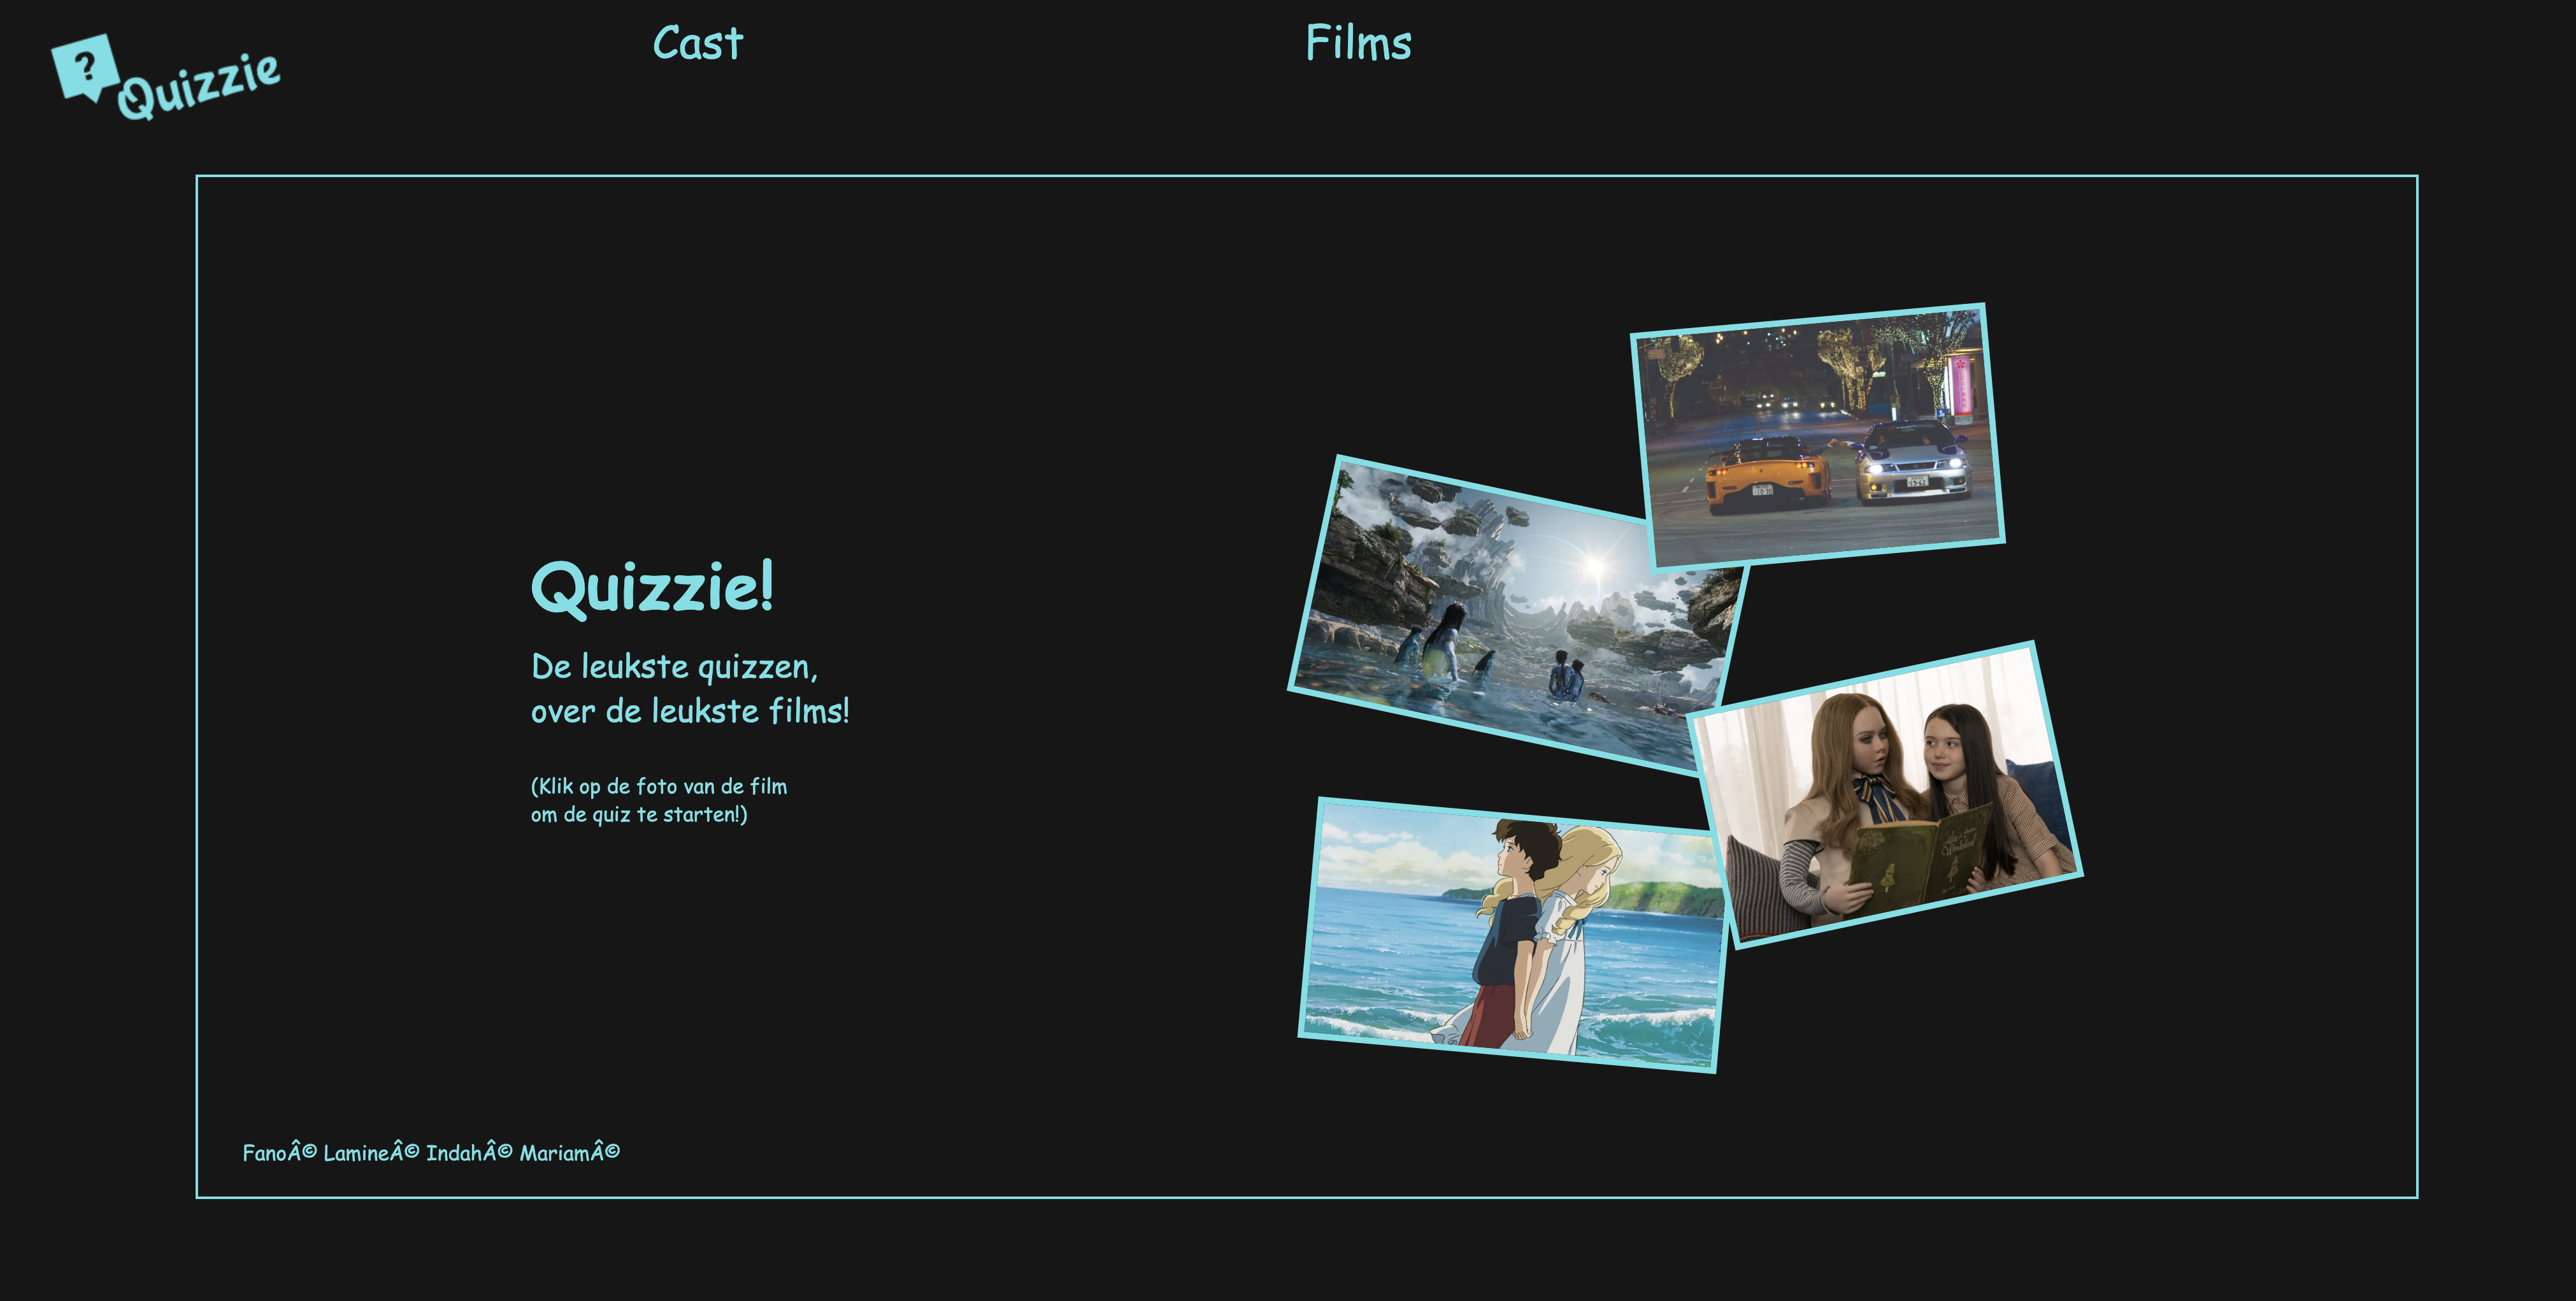 ?
Quizzie
Cast
Films
Quizzie!
De leukste quizzen,
over de leukste films!
(Klik op de foto van de film
om de quiz te starten!)
FanoÂ© LamineÂ© IndahÂ© MariamÂ©